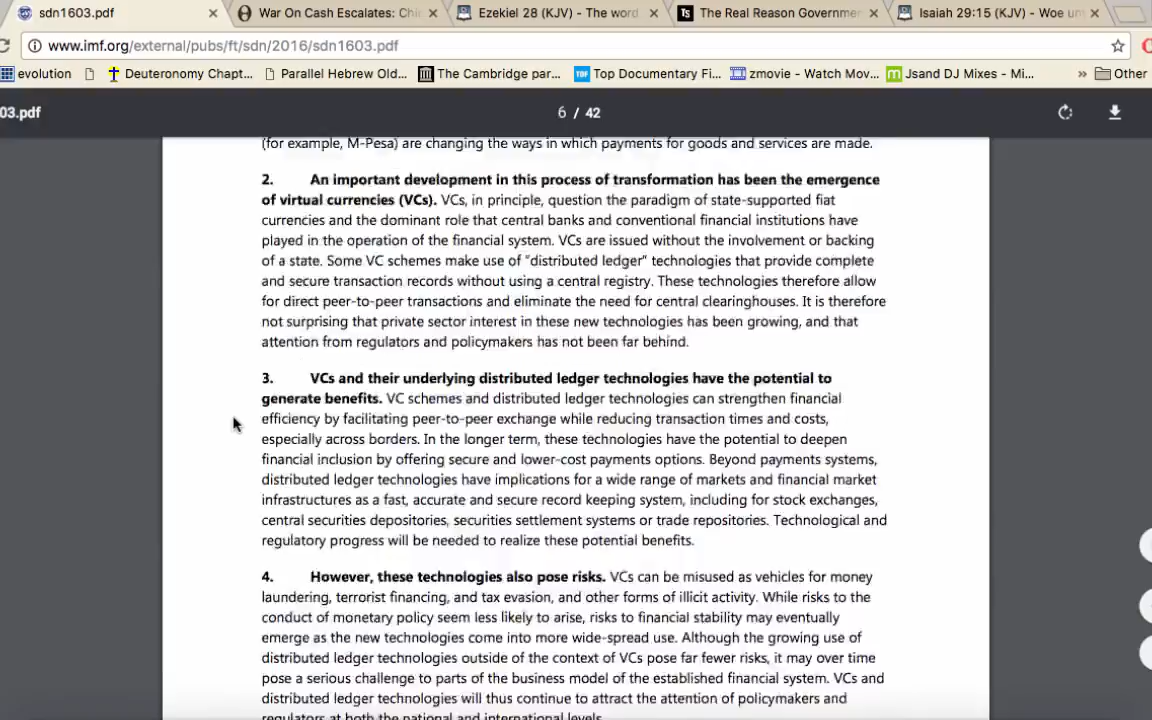 sdn1603.pdf
War On Cash Escalates: Chi
Ezekiel 28 (KJV) - The word
TS The Real Reason Governme
Isaiah 29:15 (KJV) - Woe un
www.imf.org/external/pubs/ft/sdn/2016/sdn1603.pdf
evolution
Deuteronomy Chapt...
Parallel Hebrew Old...
The Cambridge par...
TDF Top Documentary Fi...
zmovie - Watch Mov...
Jsand DJ Mixes - Mi...
»
Other
03.pdf
6 / 42
(for example, M-Pesa) are changing the ways in which payments for goods and services are made.
2. An important development in this process of transformation has been the emergence
of virtual currencies (VCs). VCs, in principle, question the paradigm of state-supported fiat
currencies and the dominant role that central banks and conventional financial institutions have
played in the operation of the financial system. VCs are issued without the involvement or backing
of a state. Some VC schemes make use of “distributed ledger” technologies that provide complete
and secure transaction records without using a central registry. These technologies therefore allow
for direct peer-to-peer transactions and eliminate the need for central clearinghouses. It is therefore
not surprising that private sector interest in these new technologies has been growing, and that
attention from regulators and policymakers has not been far behind.
3. VCs and their underlying distributed ledger technologies have the potential to
generate benefits. VC schemes and distributed ledger technologies can strengthen financial
efficiency by facilitating peer-to-peer exchange while reducing transaction times and costs,
especially across borders. In the longer term, these technologies have the potential to deepen
financial inclusion by offering secure and lower-cost payments options. Beyond payments systems,
distributed ledger technologies have implications for a wide range of markets and financial market
infrastructures as a fast, accurate and secure record keeping system, including for stock exchanges,
central securities depositories, securities settlement systems or trade repositories. Technological and
regulatory progress will be needed to realize these potential benefits.
4. However, these technologies also pose risks. VCs can be misused as vehicles for money
laundering, terrorist financing, and tax evasion, and other forms of illicit activity. While risks to the
conduct of monetary policy seem less likely to arise, risks to financial stability may eventually
emerge as the new technologies come into more wide-spread use. Although the growing use of
distributed ledger technologies outside of the context of VCs pose far fewer risks, it may over time
pose a serious challenge to parts of the business model of the established financial system. VCs and
distributed ledger technologies will thus continue to attract the attention of policymakers and
regulators at both the national and international levels.